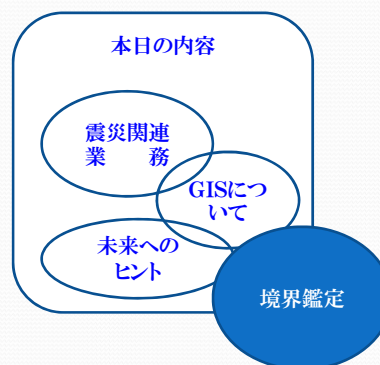 本日の内容
震災関連
業　　務
GISにつ
いて
未来への
ヒント
境界鑑定